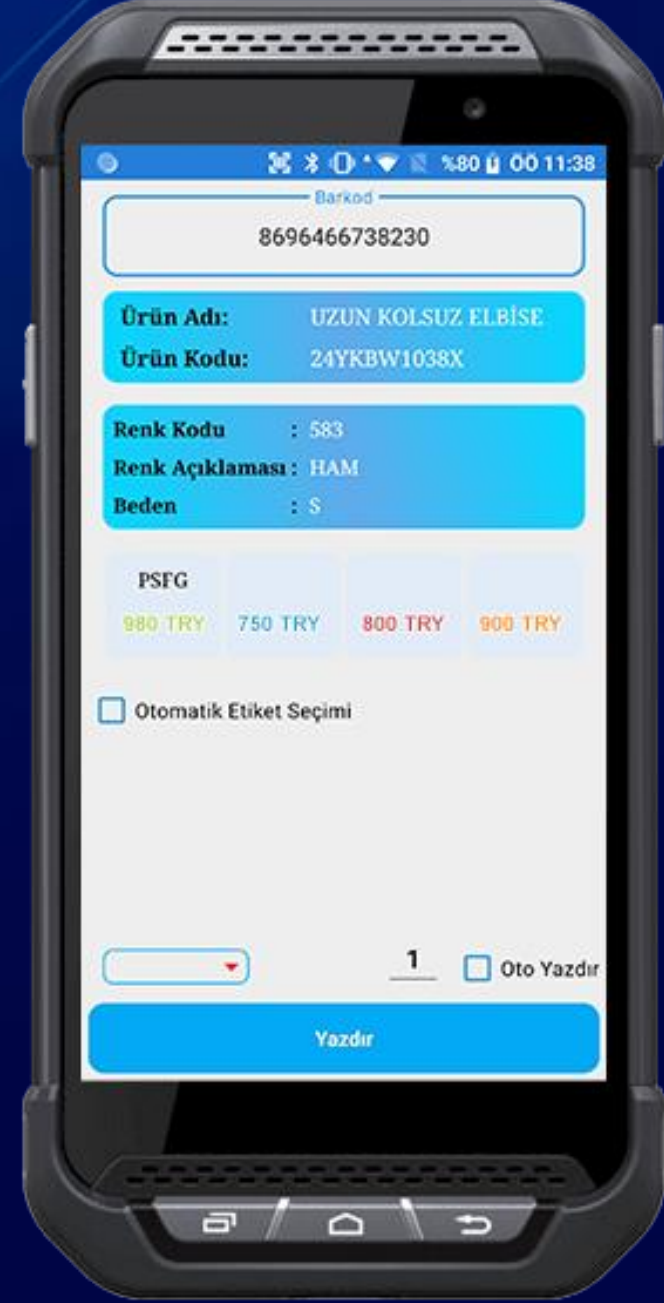 %80 ÖÖ 11:38
Barkod
8696466738230
Ürün Adı: UZUN KOLSUZ ELBİSE
Ürün Kodu: 24YKBW1038X
Renk Kodu : 583
Renk Açıklaması : HAM
Beden : S
PSFG
980 TRY 750 TRY 800 TRY 900 TRY
Otomatik Etiket Seçimi
1 Oto Yazdır
Yazdır